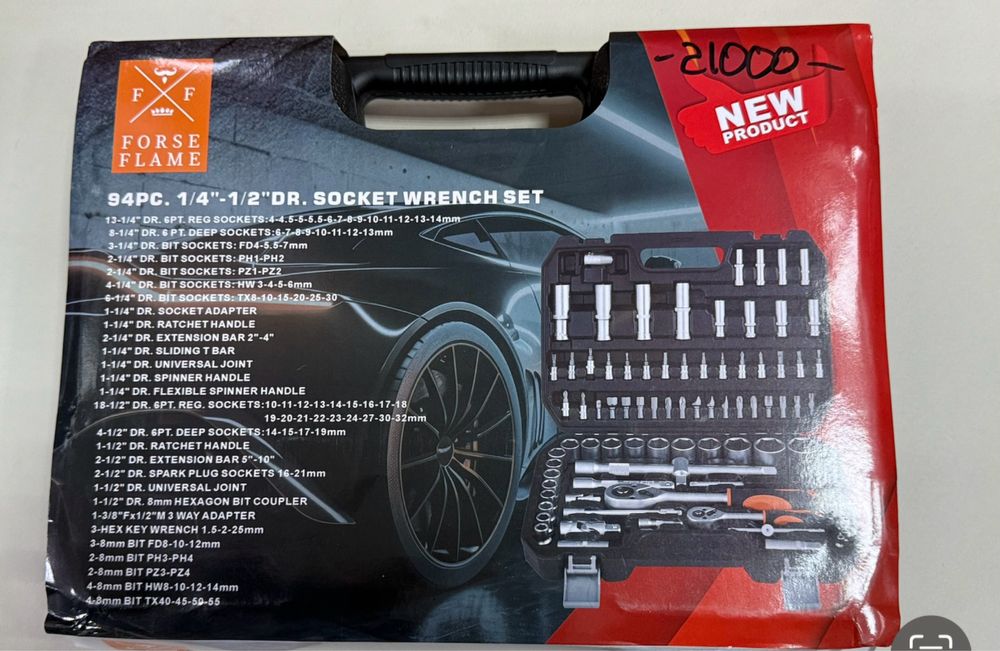 -21000-
F F
FORSE
FLAME
NEW
PRODUCT
94PC. 1/4"-1/2"DR. SOCKET WRENCH SET
13-1/4" DR. 6PT. REG SOCKETS:4-4.5-5-5.5-6-7-8-9-10-11-12-13-14mm
8-1/4" DR. 6 PT. DEEP SOCKETS:6-7-8-9-10-11-12-13mm
3-1/4" DR. BIT SOCKETS: FD4-5.5-7mm
2-1/4" DR. BIT SOCKETS: PH1-PH2
2-1/4" DR. BIT SOCKETS: PZ1-PZ2
4-1/4" DR. BIT SOCKETS: HW 3-4-5-6mm
6-1/4" DR. BIT SOCKETS: TX8-10-15-20-25-30
1-1/4" DR. SOCKET ADAPTER
1-1/4" DR. RATCHET HANDLE
2-1/4" DR. EXTENSION BAR 2"-4"
1-1/4" DR. SLIDING T BAR
1-1/4" DR. UNIVERSAL JOINT
1-1/4" DR. SPINNER HANDLE
1-1/4" DR. FLEXIBLE SPINNER HANDLE
18-1/2" DR. 6PT. REG. SOCKETS:10-11-12-13-14-15-16-17-18
19-20-21-22-23-24-27-30-32mm
4-1/2" DR. 6PT. DEEP SOCKETS:14-15-17-19mm
1-1/2" DR. RATCHET HANDLE
2-1/2" DR. EXTENSION BAR 5"-10"
2-1/2" DR. SPARK PLUG SOCKETS 16-21mm
1-1/2" DR. UNIVERSAL JOINT
1-1/2" DR. 8mm HEXAGON BIT COUPLER
1-3/8"Fx1/2"M 3 WAY ADAPTER
3-HEX KEY WRENCH 1.5-2-25mm
3-8mm BIT FD8-10-12mm
2-8mm BIT PH3-PH4
2-8mm BIT PZ3-PZ4
4-8mm BIT HW8-10-12-14mm
4-8mm BIT TX40-45-50-55